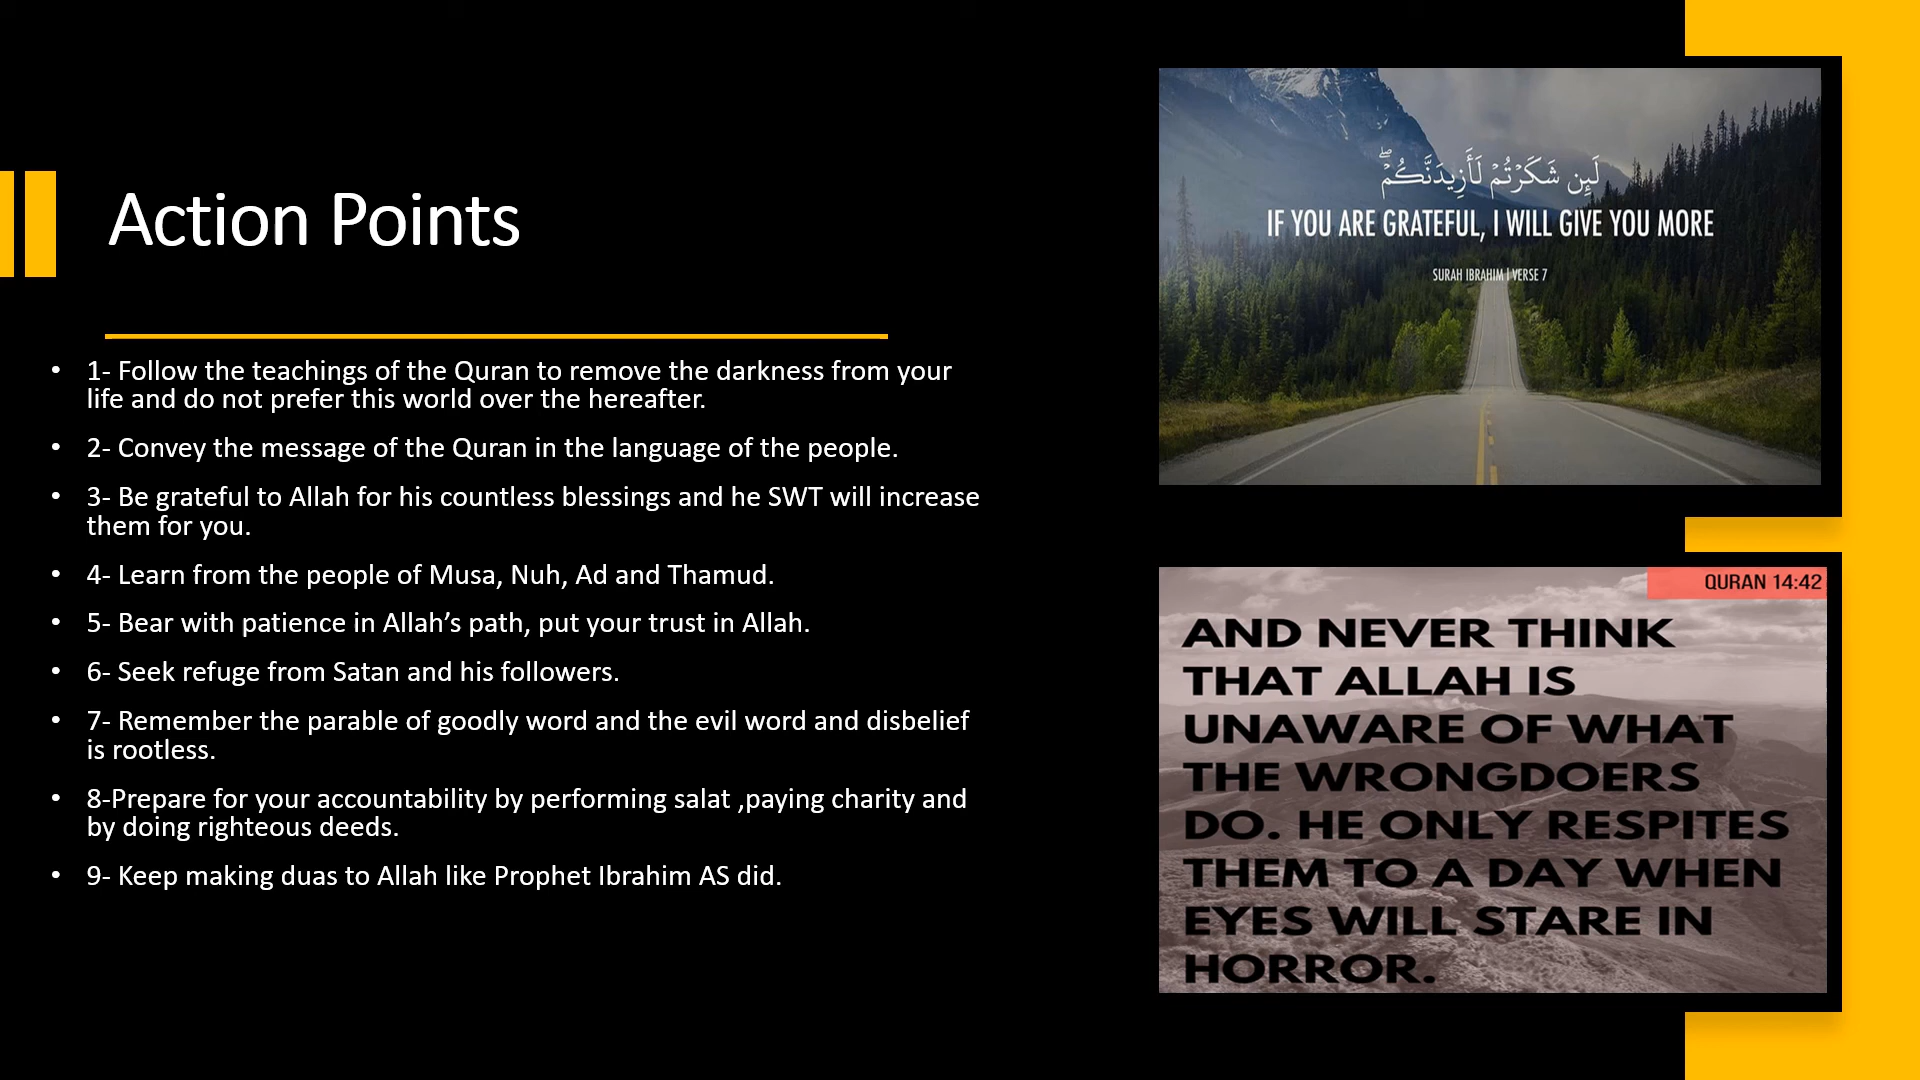 Action Points
• 1- Follow the teachings of the Quran to remove the darkness from your
life and do not prefer this world over the hereafter.
• 2- Convey the message of the Quran in the language of the people.
• 3- Be grateful to Allah for his countless blessings and he SWT will increase
them for you.
• 4- Learn from the people of Musa, Nuh, Ad and Thamud.
• 5- Bear with patience in Allah’s path, put your trust in Allah.
• 6- Seek refuge from Satan and his followers.
• 7- Remember the parable of goodly word and the evil word and disbelief
is rootless.
• 8-Prepare for your accountability by performing salat ,paying charity and
by doing righteous deeds.
• 9- Keep making duas to Allah like Prophet Ibrahim AS did.
لَئِن شَكَرْتُمْ لَأَزِيدَنَّكُمْ ۖ
IF YOU ARE GRATEFUL, I WILL GIVE YOU MORE
SURAH IBRAHIM | VERSE 7
QURAN 14:42
AND NEVER THINK
THAT ALLAH IS
UNAWARE OF WHAT
THE WRONGDOERS
DO. HE ONLY RESPITES
THEM TO A DAY WHEN
EYES WILL STARE IN
HORROR.